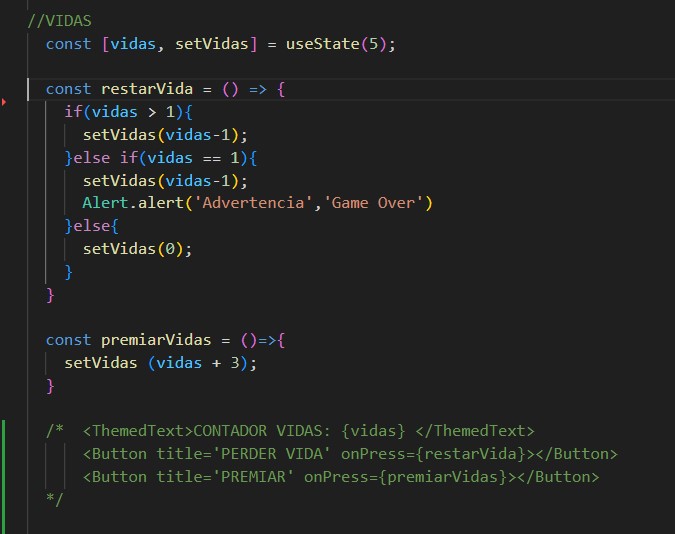 //VIDAS
const [vidas, setVidas] = useState(5);
const restarVida = () => {
if(vidas > 1){
setVidas(vidas-1);
}else if(vidas == 1){
setVidas(vidas-1);
Alert.alert('Advertencia','Game Over')
}else{
setVidas(0);
}
}
const premiarVidas = ()=>{
setVidas (vidas + 3);
}
/*  <ThemedText>CONTADOR VIDAS: {vidas} </ThemedText>
<Button title='PERDER VIDA' onPress={restarVida}></Button>
<Button title='PREMIAR' onPress={premiarVidas}></Button>
*/